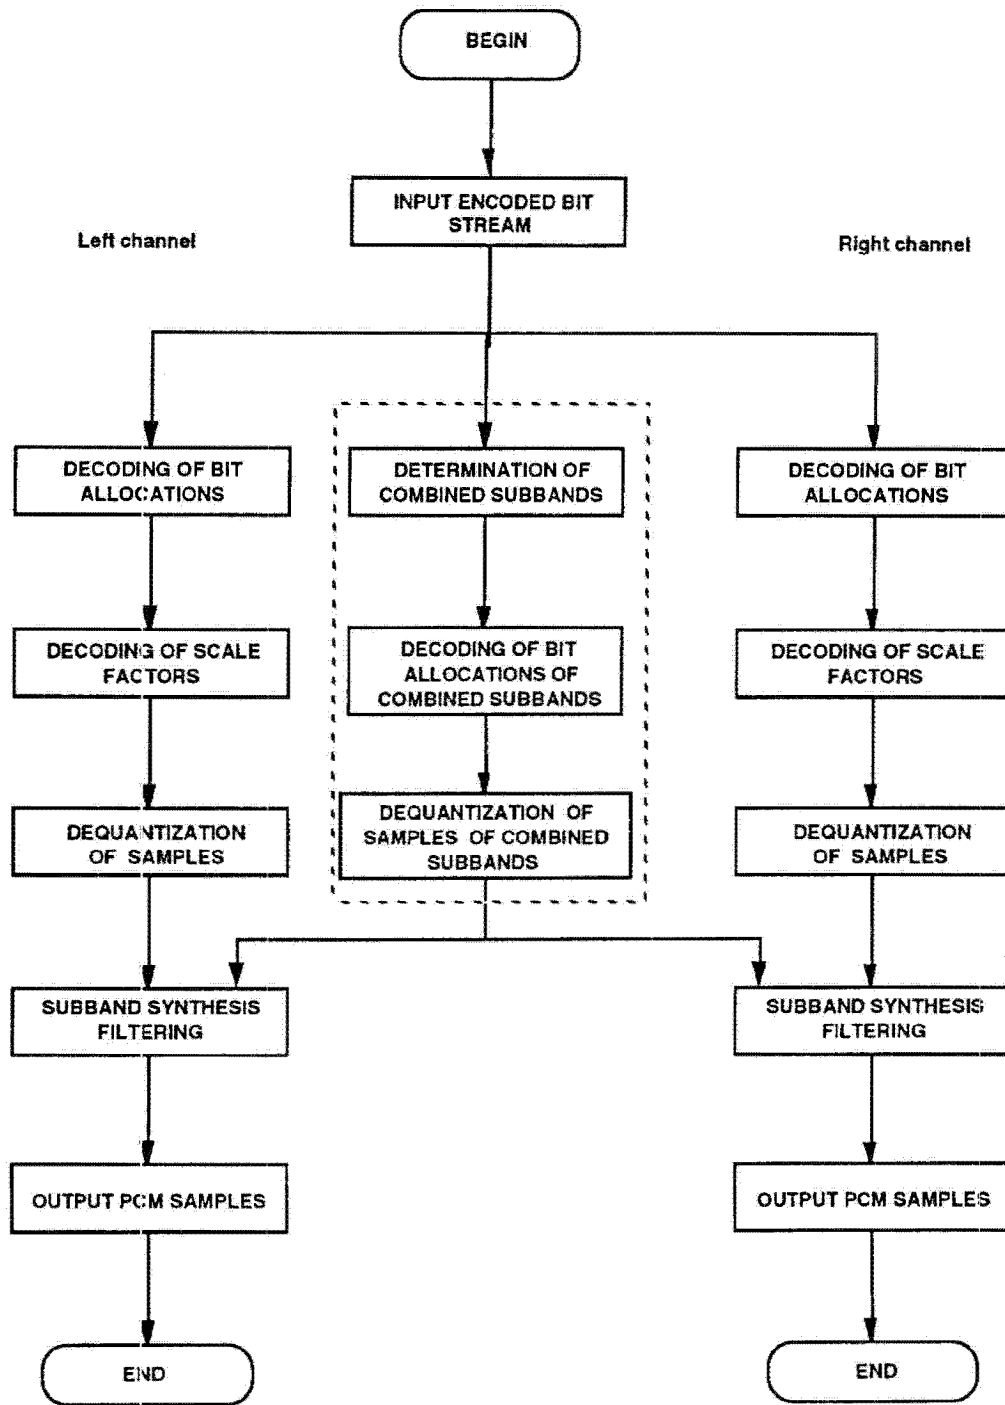 BEGIN
INPUT ENCODED BIT
STREAM
Left channel
Right channel
DECODING OF BIT
ALLOCATIONS
DETERMINATION OF
COMBINED SUBBANDS
DECODING OF BIT
ALLOCATIONS
DECODING OF SCALE
FACTORS
DECODING OF BIT
ALLOCATIONS OF
COMBINED SUBBANDS
DECODING OF SCALE
FACTORS
DEQUANTIZATION
OF SAMPLES
DEQUANTIZATION OF
SAMPLES OF COMBINED
SUBBANDS
DEQUANTIZATION
OF SAMPLES
SUBBAND SYNTHESIS
FILTERING
SUBBAND SYNTHESIS
FILTERING
OUTPUT PCM SAMPLES
OUTPUT PCM SAMPLES
END
END